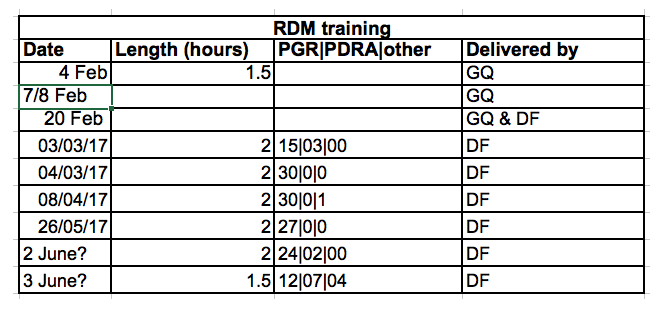 RDM training
Date Length (hours) PGR|PDRA|other Delivered by
4 Feb 1.5 GQ
7/8 Feb GQ
20 Feb GQ & DF
03/03/17 2 15|03|00 DF
04/03/17 2 30|0|0 DF
08/04/17 2 30|0|1 DF
26/05/17 2 27|0|0 DF
2 June? 2 24|02|00 DF
3 June? 1.5 12|07|04 DF